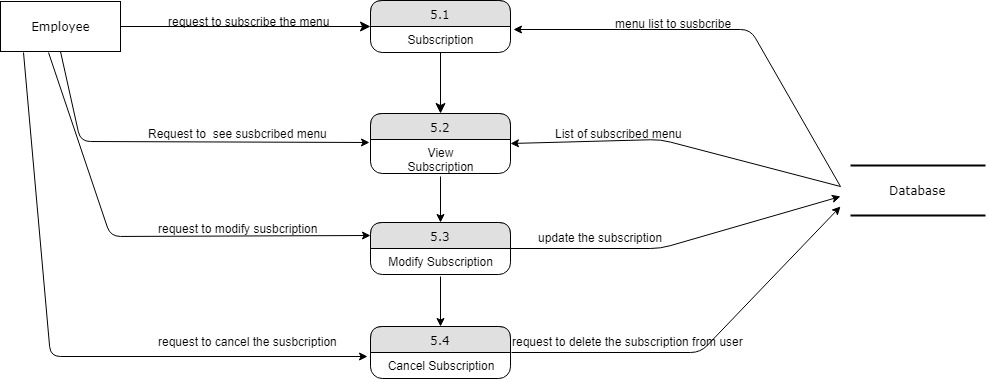 Employee
request to subscribe the menu
5.1
Subscription
menu list to susbcribe
Request to  see susbcribed menu
5.2
View
Subscription
List of subscribed menu
Database
request to modify susbcription
5.3
Modify Subscription
update the subscription
request to cancel the susbcription
5.4
Cancel Subscription
request to delete the subscription from user